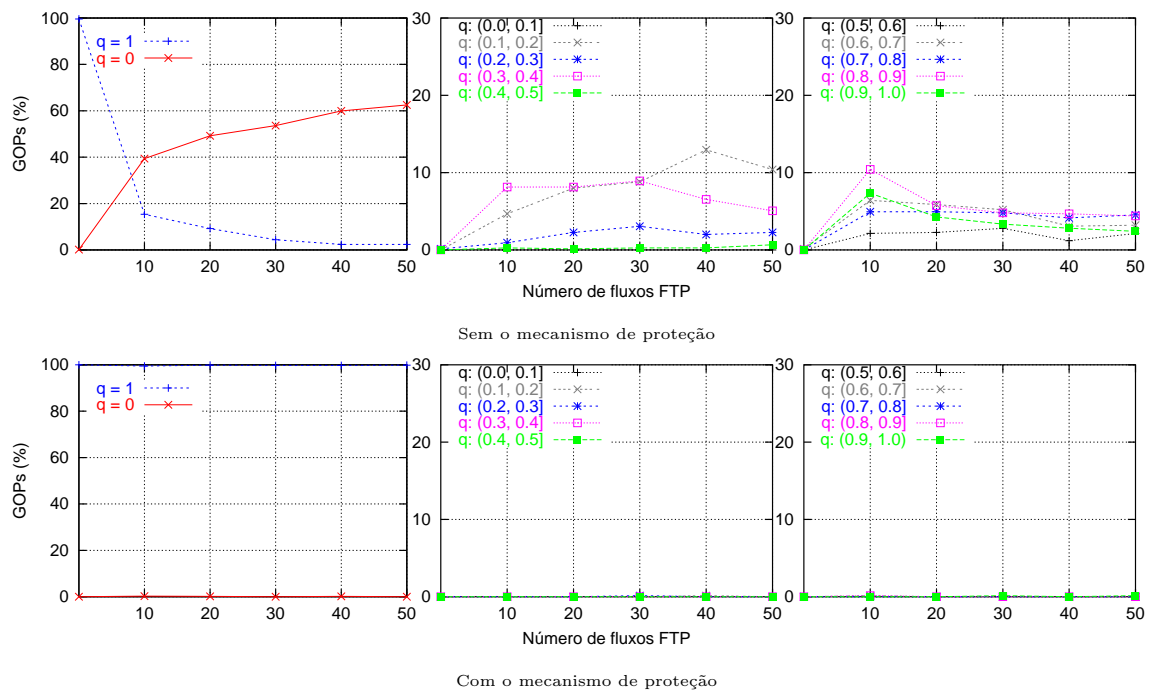 100
80
60
40
20
0
GOPs (%)
q = 1
q = 0
10 20 30 40 50
30
20
10
0
q: (0.0, 0.1]
q: (0.1, 0.2]
q: (0.2, 0.3]
q: (0.3, 0.4]
q: (0.4, 0.5]
10 20 30 40 50
Número de fluxos FTP
30
20
10
0
q: (0.5, 0.6]
q: (0.6, 0.7]
q: (0.7, 0.8]
q: (0.8, 0.9]
q: (0.9, 1.0)
10 20 30 40 50
Sem o mecanismo de proteção
100
80
60
40
20
0
GOPs (%)
q = 1
q = 0
10 20 30 40 50
30
20
10
0
q: (0.0, 0.1]
q: (0.1, 0.2]
q: (0.2, 0.3]
q: (0.3, 0.4]
q: (0.4, 0.5]
10 20 30 40 50
Número de fluxos FTP
30
20
10
0
q: (0.5, 0.6]
q: (0.6, 0.7]
q: (0.7, 0.8]
q: (0.8, 0.9]
q: (0.9, 1.0)
10 20 30 40 50
Com o mecanismo de proteção